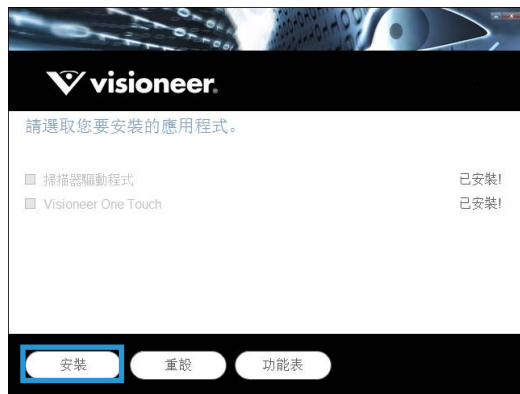 visioneer®
請選取您要安裝的應用程式。
掃描器驅動程式 已安裝!
Visioneer One Touch 已安裝!
安裝 重設 功能表